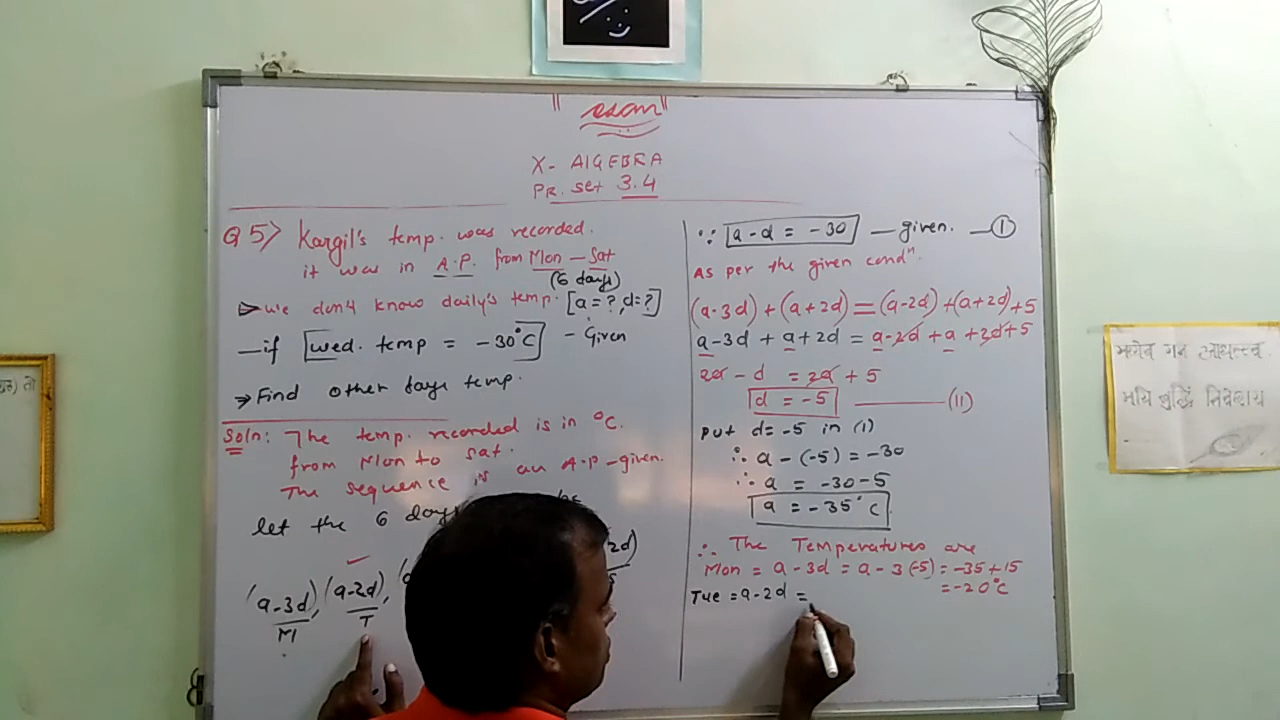 " exam "
X- AlGEBRA
PR. Set 3.4
Q 5> Kargil's temp. was recorded.
it was in A.P. from Mon - Sat
(6 days)
we don't know daily's temp. [a = ?, d= ?]
- if wed. temp = -30°C - Given
→ Find other days temp.
Soln: The temp. recorded is in °C.
from Mon to sat.
The sequence is an A.P - given.
let the 6 days
(a-3d), (a-2d), (a
2d)
M T
∵ a-d = -30 — given. — (I)
As per the given condn.
(a-3d) + (a+2d) = (a-2d) + (a+2d) + 5
a-3d + a+2d = a-2d + a + 2d+5
2a - d = 2a + 5
d = -5 — (II)
put d= -5 in (1)
∴ a - (-5) = -30
∴ a = -30 - 5
a = -35° C
∴ The Temperatures are
Mon = a - 3d = a - 3(-5) = -35 + 15
= -20°C
Tue = a-2d =